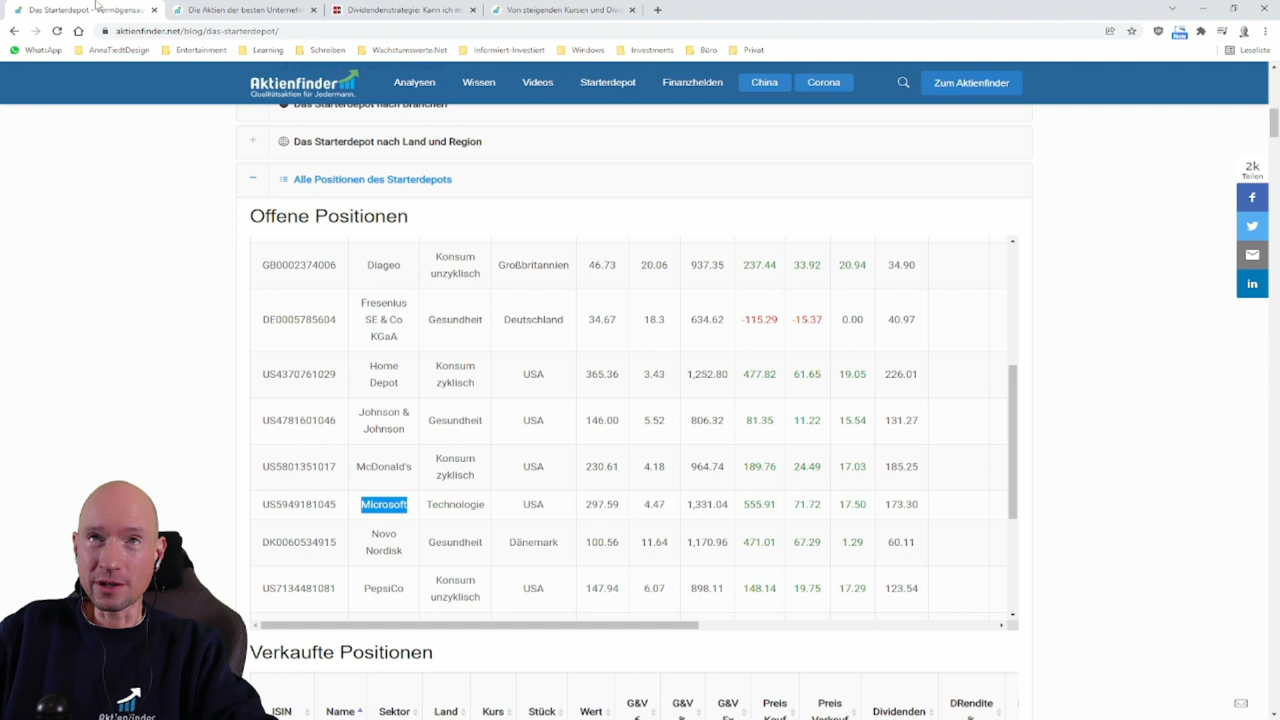 Das Starterdepot - Vermögensau
Die Aktien der besten Unternehm
Dividendenstrategie: Kann ich m
Von steigenden Kursen und Divid
aktienfinder.net/blog/das-starterdepot/
New
WhatsApp AnnaTiedtDesign Entertainment Learning Schreiben Wachstumswerte.Net Informiert-Investiert Windows Investments Büro Privat Leseliste
Aktienfinder
Qualitätsaktien für Jedermann.
Analysen Wissen Videos Starterdepot Finanzhelden China Corona Zum Aktienfinder
Das Starterdepot nach Branchen
+ Das Starterdepot nach Land und Region
− Alle Positionen des Starterdepots
2k
Teilen
Offene Positionen
GB0002374006 Diageo Konsum unzyklisch Großbritannien 46.73 20.06 937.35 237.44 33.92 20.94 34.90
DE0005785604 Fresenius SE & Co KGaA Gesundheit Deutschland 34.67 18.3 634.62 -115.29 -15.37 0.00 40.97
US4370761029 Home Depot Konsum zyklisch USA 365.36 3.43 1,252.80 477.82 61.65 19.05 226.01
US4781601046 Johnson & Johnson Gesundheit USA 146.00 5.52 806.32 81.35 11.22 15.54 131.27
US5801351017 McDonald's Konsum zyklisch USA 230.61 4.18 964.74 189.76 24.49 17.03 185.25
US5949181045 Microsoft Technologie USA 297.59 4.47 1,331.04 555.91 71.72 17.50 173.30
DK0060534915 Novo Nordisk Gesundheit Dänemark 100.56 11.64 1,170.96 471.01 67.29 1.29 60.11
US7134481081 PepsiCo Konsum unzyklisch USA 147.94 6.07 898.11 148.14 19.75 17.29 123.54
Verkaufte Positionen
ISIN Name Sektor Land Kurs Stück Wert G&V € G&V % G&V Ex Preis Kauf Preis Verkauf Dividenden DRendite %
Aktienfinder